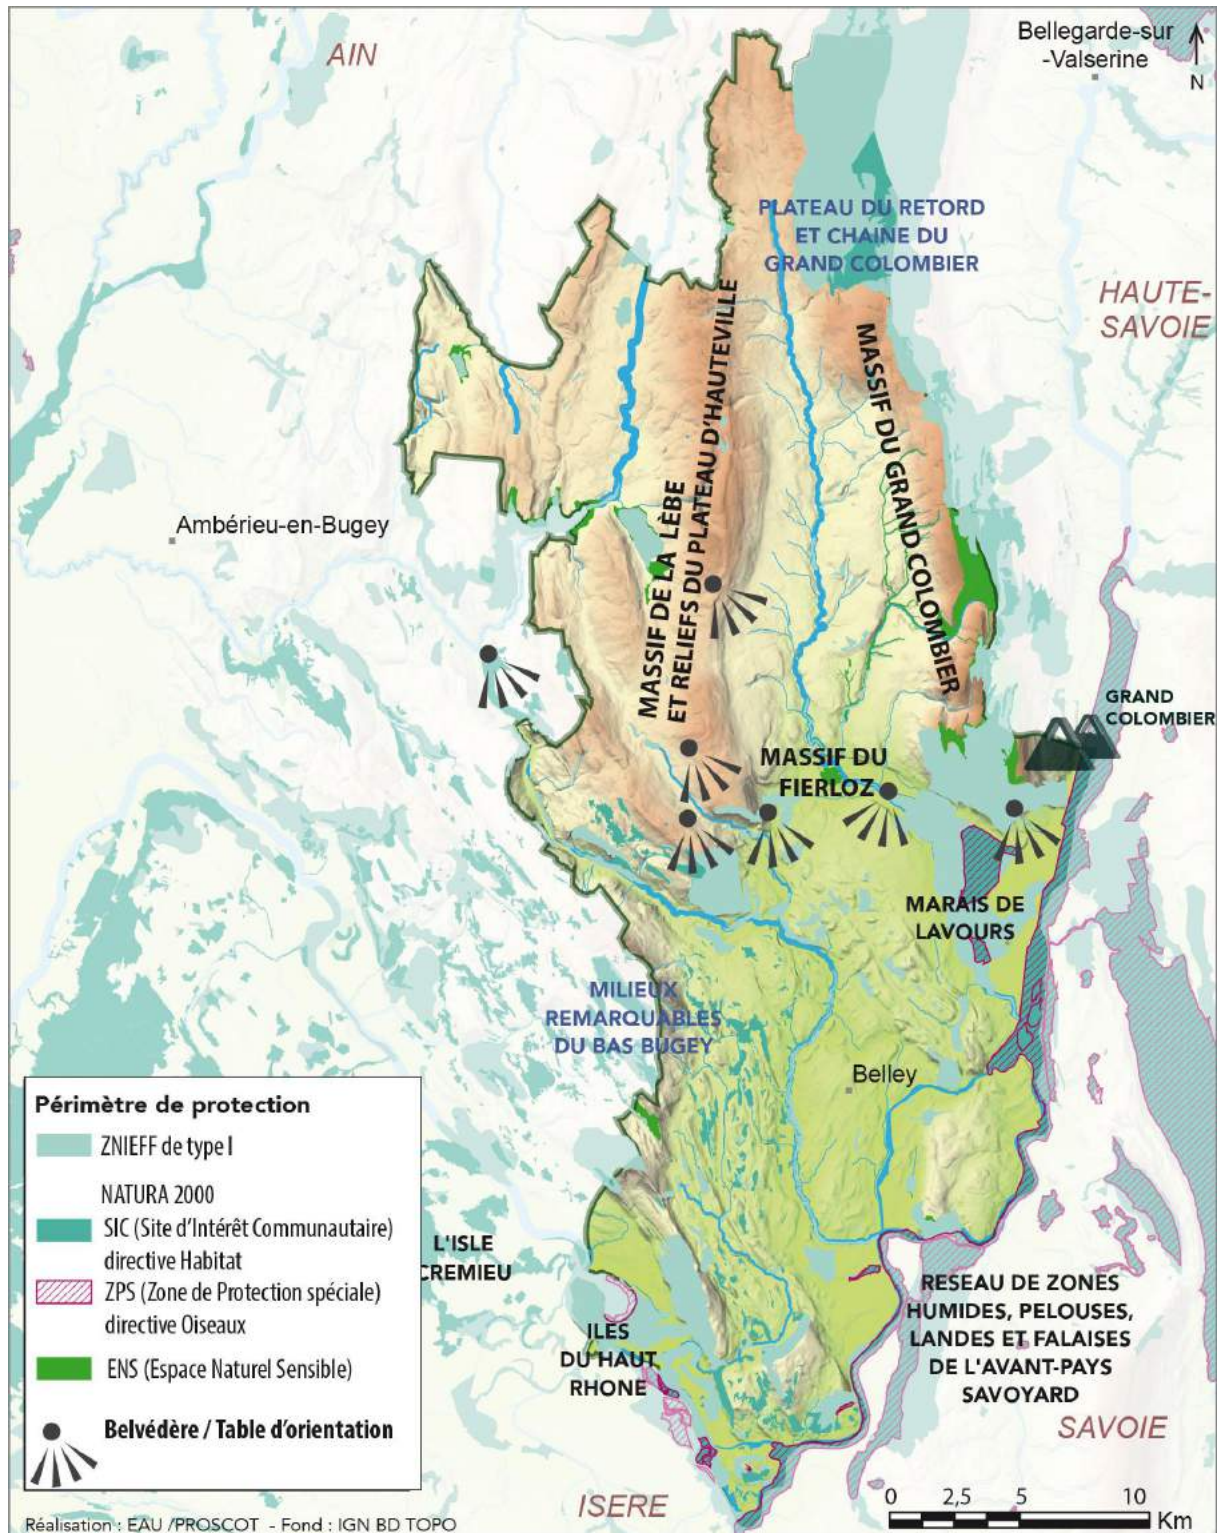 Bellegarde-sur
-Valserine
N
AIN
PLATEAU DU RETORD
ET CHAINE DU
GRAND COLOMBIER
HAUTE-
SAVOIE
MASSIF DU GRAND COLOMBIER
MASSIF DE LA LÈBE
ET RELIEFS DU PLATEAU D'HAUTEVILLE
Ambérieu-en-Bugey
GRAND
COLOMBIER
MASSIF DU
FIERLOZ
MARAIS DE
LAVOURS
MILIEUX
REMARQUABLES
DU BAS BUGEY
Belley
Périmètre de protection
ZNIEFF de type I
NATURA 2000
SIC (Site d'Intérêt Communautaire)
directive Habitat
ZPS (Zone de Protection spéciale)
directive Oiseaux
ENS (Espace Naturel Sensible)
Belvédère / Table d'orientation
L'ISLE
CREMIEU
ILES
DU HAUT
RHONE
RESEAU DE ZONES
HUMIDES, PELOUSES,
LANDES ET FALAISES
DE L'AVANT-PAYS
SAVOYARD
SAVOIE
ISERE
0 2,5 5 10
Km
Réalisation : EAU /PROSCOT - Fond : IGN BD TOPO